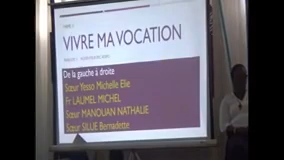 VIVRE MA VOCATION
De la gauche à droite
Sœur Yesso Michelle Elie
Fr LAUMEL MICHEL
Sœur MANOUAN NATHALIE
Sœur SILUE Bernadette